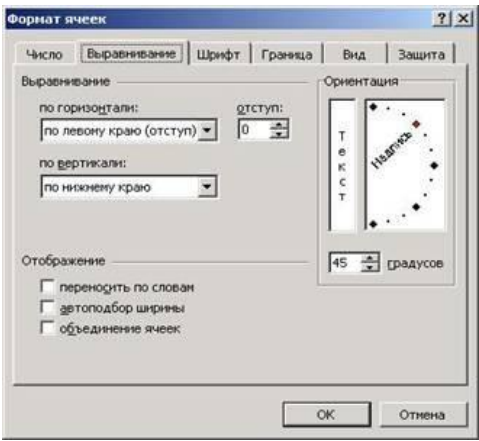 Формат ячеек
Число Выравнивание Шрифт Граница Вид Защита
Выравнивание
по горизонтали:
отступ:
по левому краю (отступ)
0
по вертикали:
по нижнему краю
Ориентация
Текст
Надпись
45 градусов
Отображение
переносить по словам
автоподбор ширины
объединение ячеек
OK Отмена